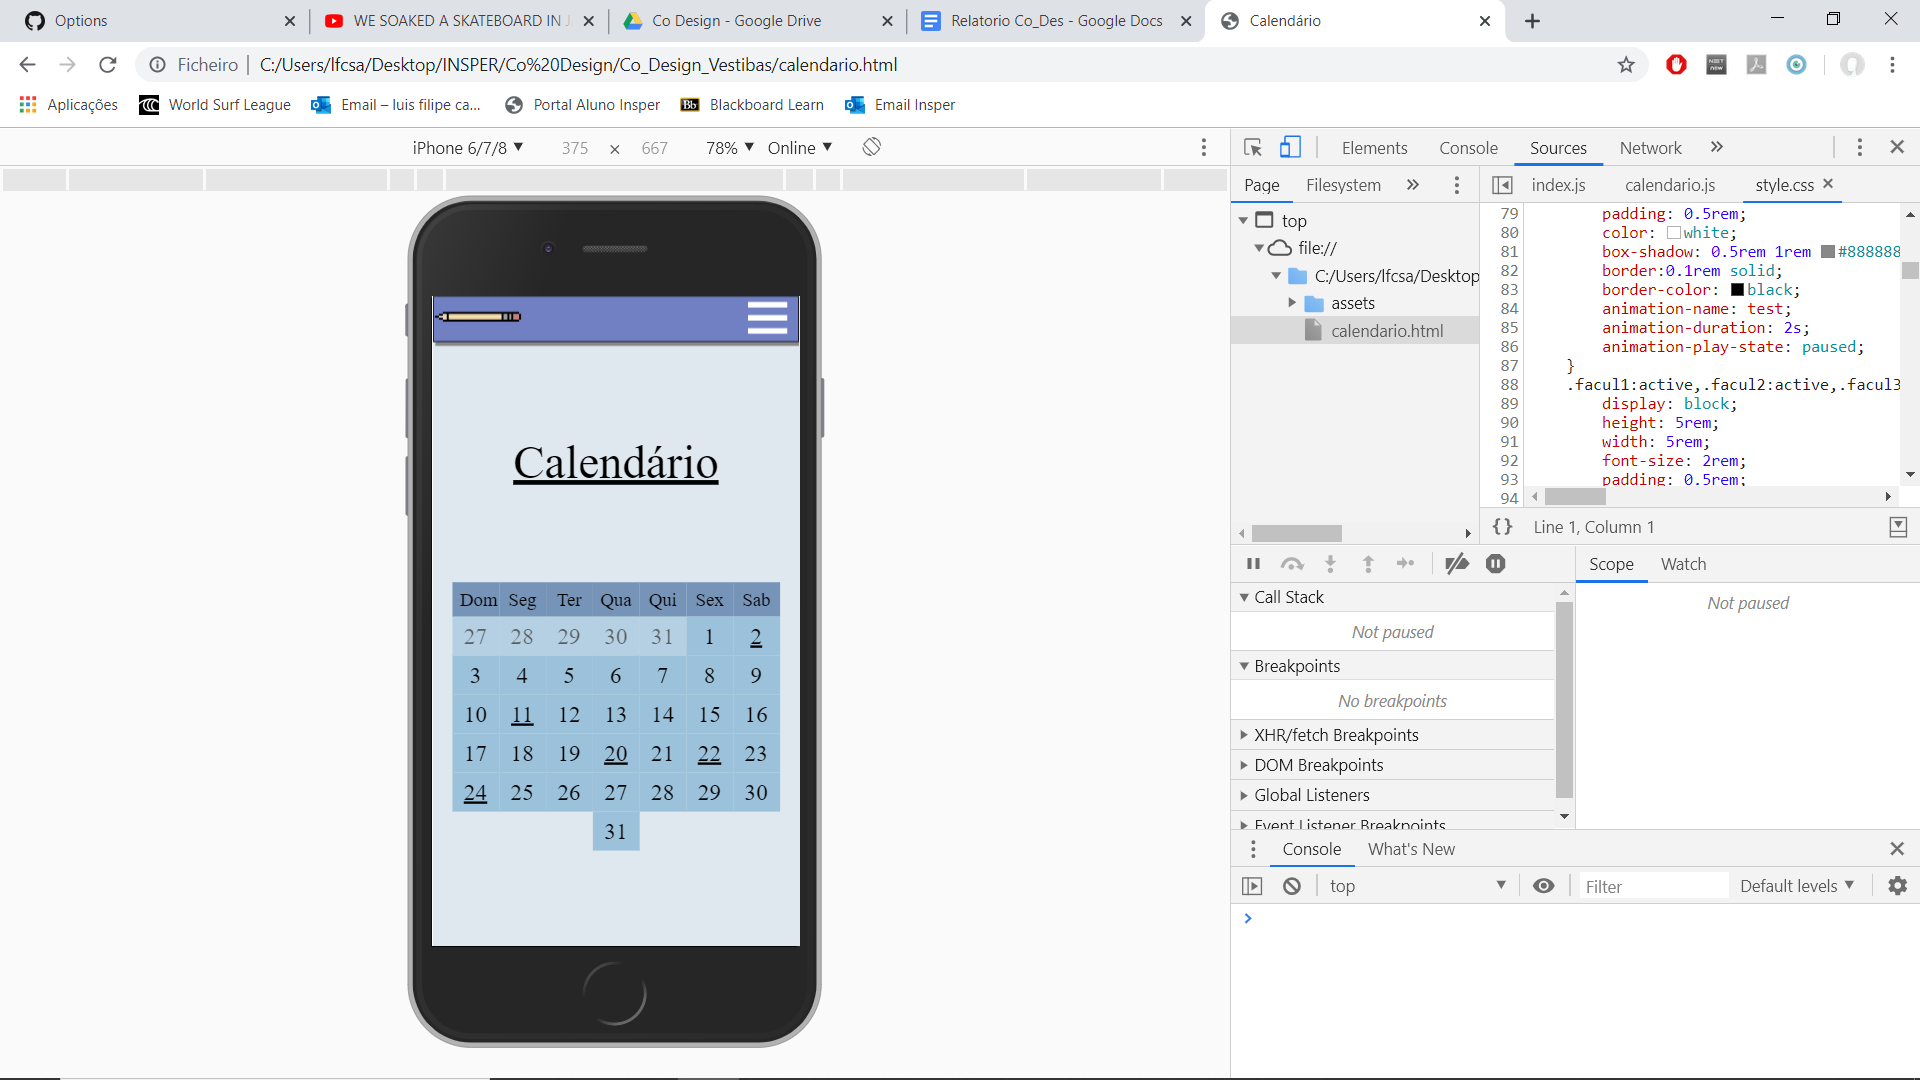 Options
WE SOAKED A SKATEBOARD IN
Co Design - Google Drive
Relatorio Co_Des - Google Docs
Calendário
Ficheiro
C:/Users/lfcsa/Desktop/INSPER/Co%20Design/Co_Design_Vestibas/calendario.html
Aplicações
World Surf League
Email – luis filipe ca...
Portal Aluno Insper
Bb
Blackboard Learn
Email Insper
iPhone 6/7/8
375
×
667
78%
Online
Elements
Console
Sources
Network
Page
Filesystem
index.js
calendario.js
style.css
top
file://
C:/Users/lfcsa/Desktop
assets
calendario.html
79 padding: 0.5rem;
80 color: white;
81 box-shadow: 0.5rem 1rem #888888
82 border:0.1rem solid;
83 border-color: black;
84 animation-name: test;
85 animation-duration: 2s;
86 animation-play-state: paused;
87 }
88 .facul1:active,.facul2:active,.facul3
89 display: block;
90 height: 5rem;
91 width: 5rem;
92 font-size: 2rem;
93 padding: 0.5rem;
94
{} Line 1, Column 1
Calendário
Dom Seg Ter Qua Qui Sex Sab
27 28 29 30 31 1 2
3 4 5 6 7 8 9
10 11 12 13 14 15 16
17 18 19 20 21 22 23
24 25 26 27 28 29 30
31
Scope
Watch
Not paused
Call Stack
Not paused
Breakpoints
No breakpoints
XHR/fetch Breakpoints
DOM Breakpoints
Global Listeners
Event Listener Breakpoints
Console
What's New
top
Filter
Default levels